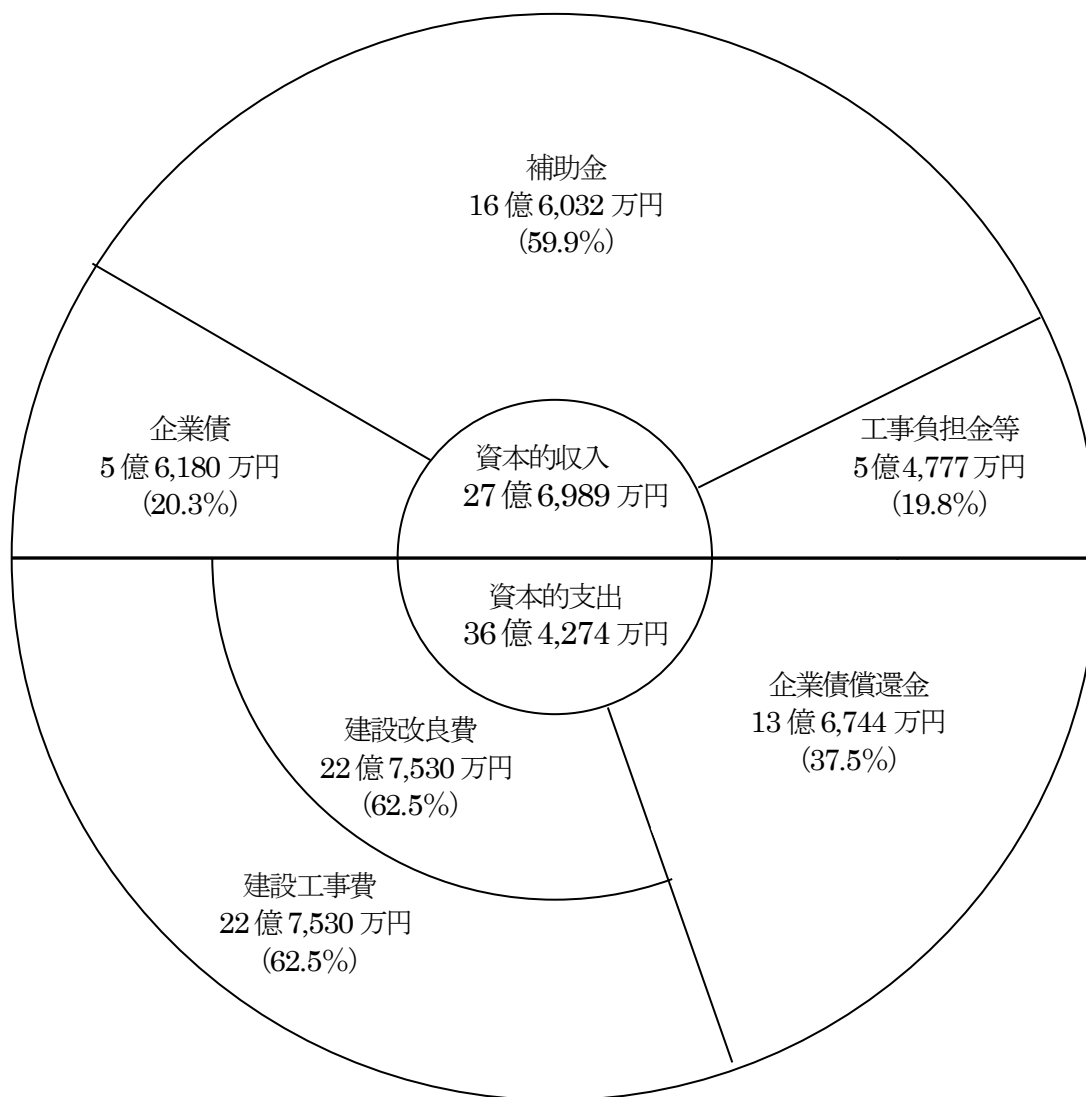 補助金
16億6,032万円
(59.9%)
企業債
5億6,180万円
(20.3%)
資本的収入
27億6,989万円
工事負担金等
5億4,777万円
(19.8%)
資本的支出
36億4,274万円
企業債償還金
13億6,744万円
(37.5%)
建設改良費
22億7,530万円
(62.5%)
建設工事費
22億7,530万円
(62.5%)